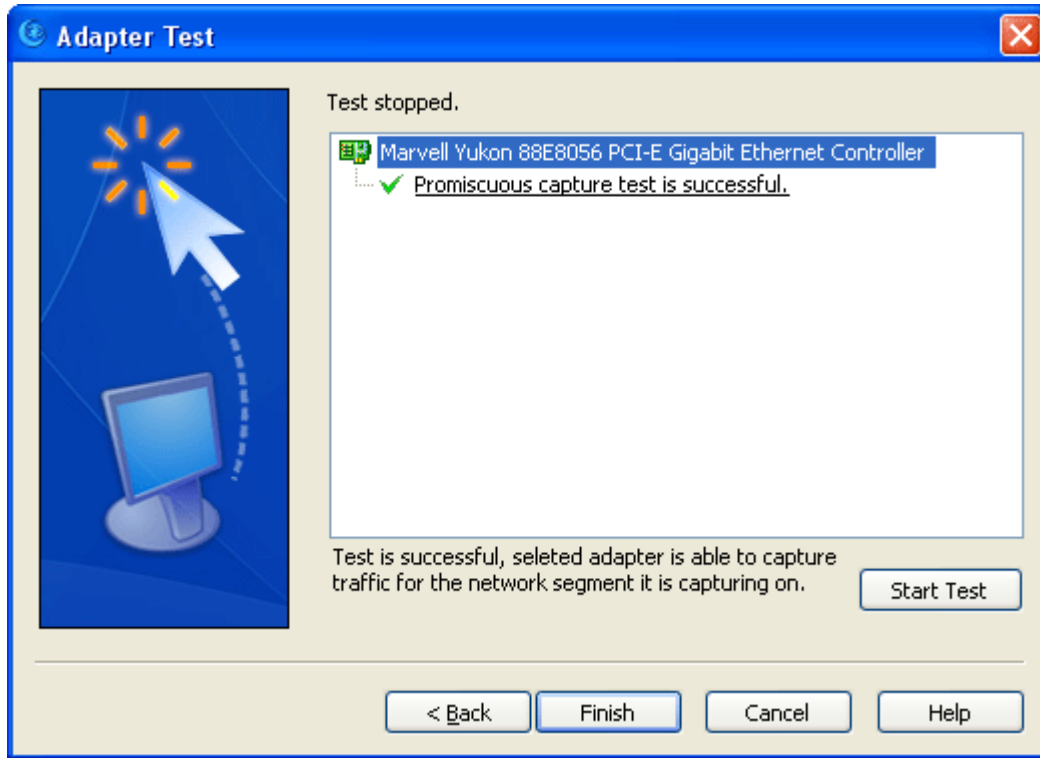 Adapter Test
Test stopped.
Marvell Yukon 88E8056 PCI-E Gigabit Ethernet Controller
Promiscuous capture test is successful.
Test is successful, seleted adapter is able to capture
traffic for the network segment it is capturing on.
Start Test
< Back
Finish
Cancel
Help